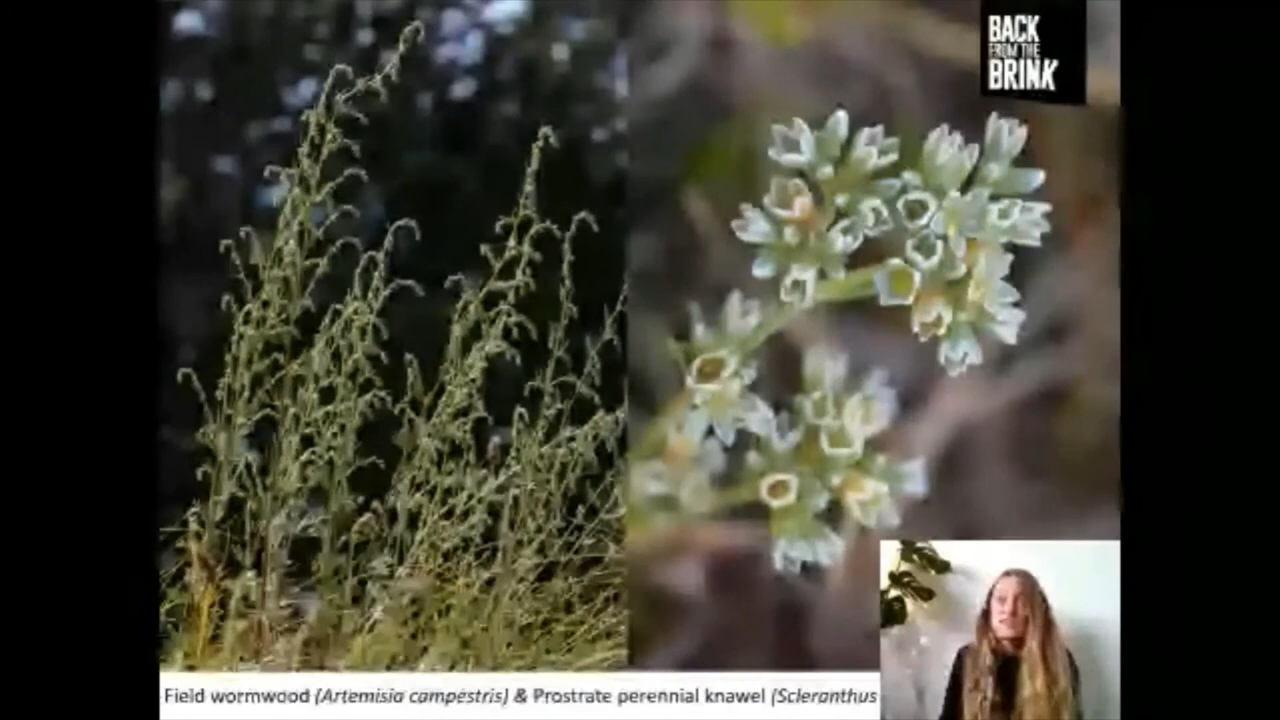 BACK
FROM THE
BRINK
Field wormwood (Artemisia campestris) & Prostrate perennial knawel (Scleranthus